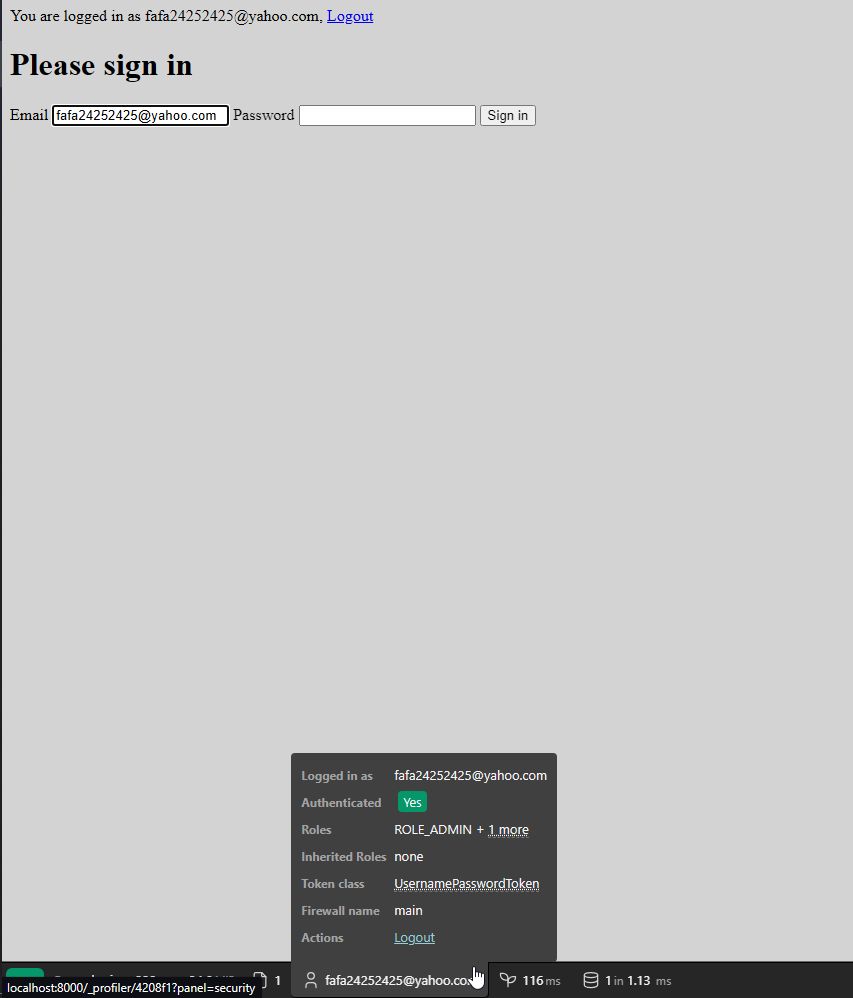 You are logged in as fafa24252425@yahoo.com, Logout
Please sign in
Email fafa24252425@yahoo.com Password Sign in
Logged in as fafa24252425@yahoo.com
Authenticated Yes
Roles ROLE_ADMIN + 1 more
Inherited Roles none
Token class UsernamePasswordToken
Firewall name main
Actions Logout
1 fafa24252425@yahoo.co 116 ms 1 in 1.13 ms
localhost:8000/_profiler/4208f1?panel=security